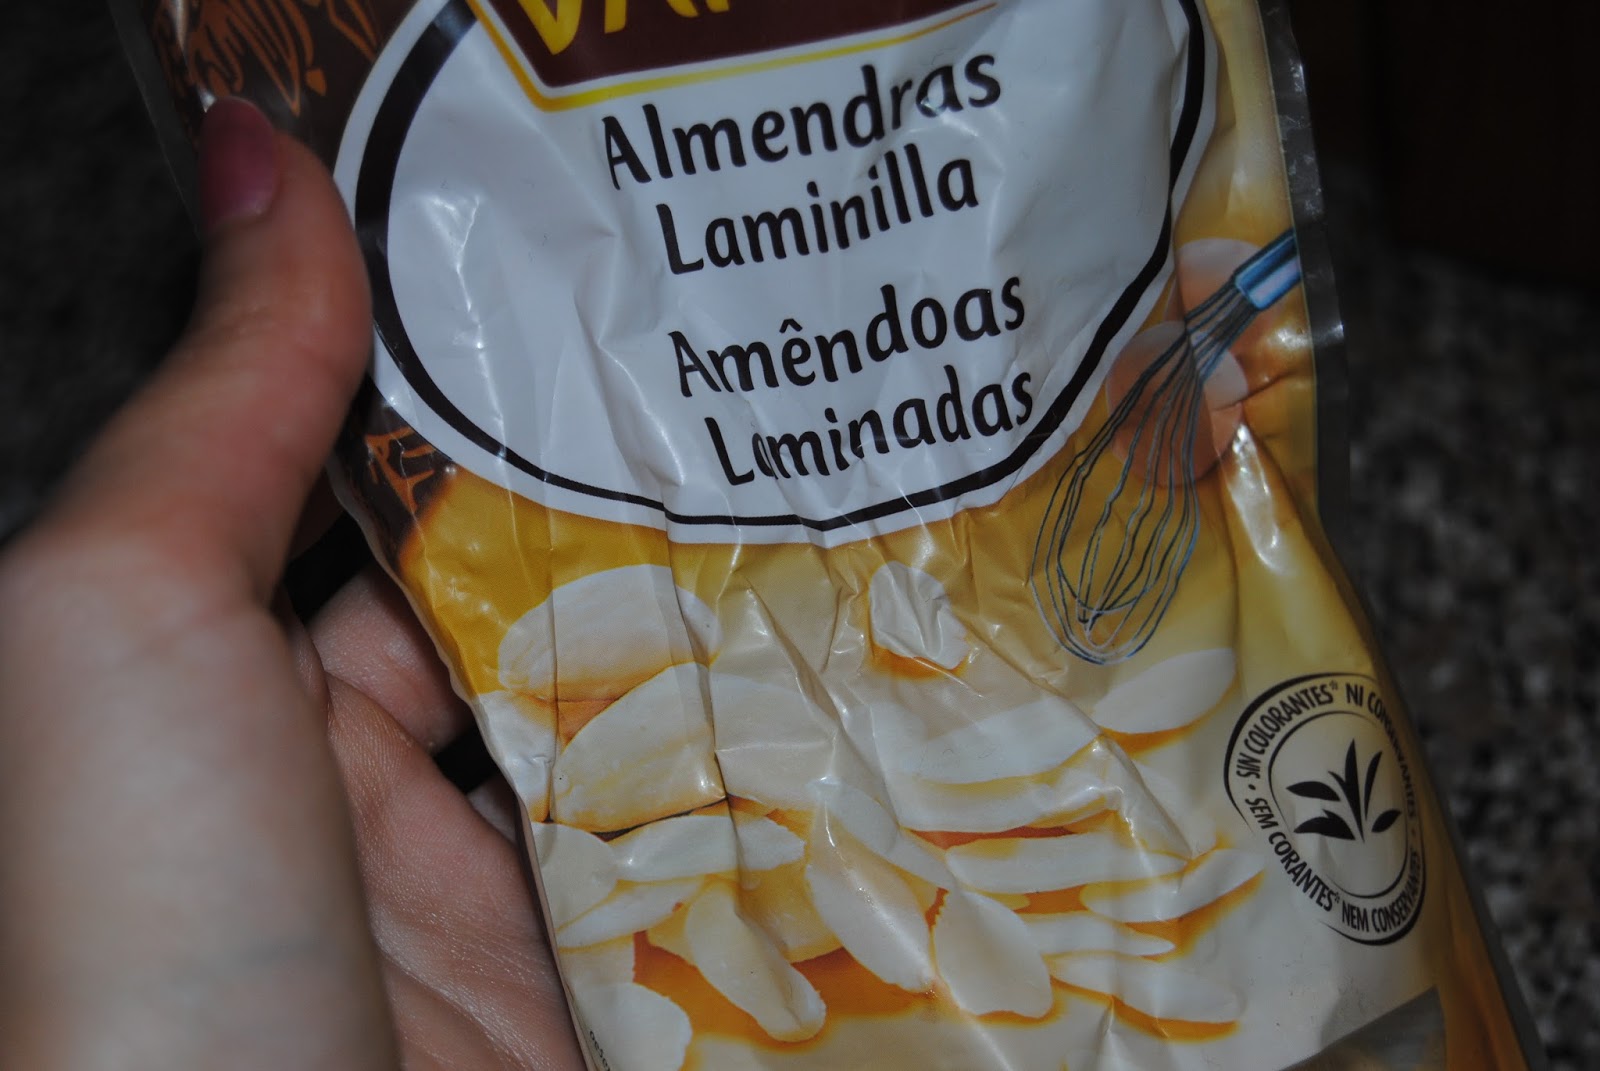 Almendras
Laminilla
Amêndoas
Laminadas
SIN COLORANTES* NI CONSERVANTES
SEM CORANTES* NEM CONSERVANTES